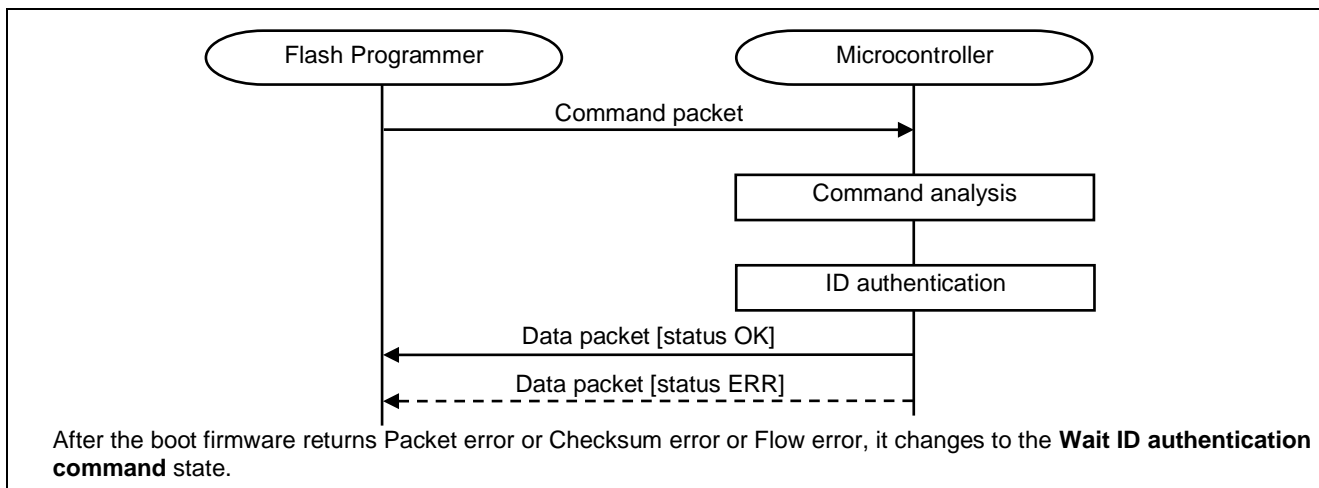 Flash Programmer
Microcontroller
Command packet
Command analysis
ID authentication
Data packet [status OK]
Data packet [status ERR]
After the boot firmware returns Packet error or Checksum error or Flow error, it changes to the Wait ID authentication
command state.